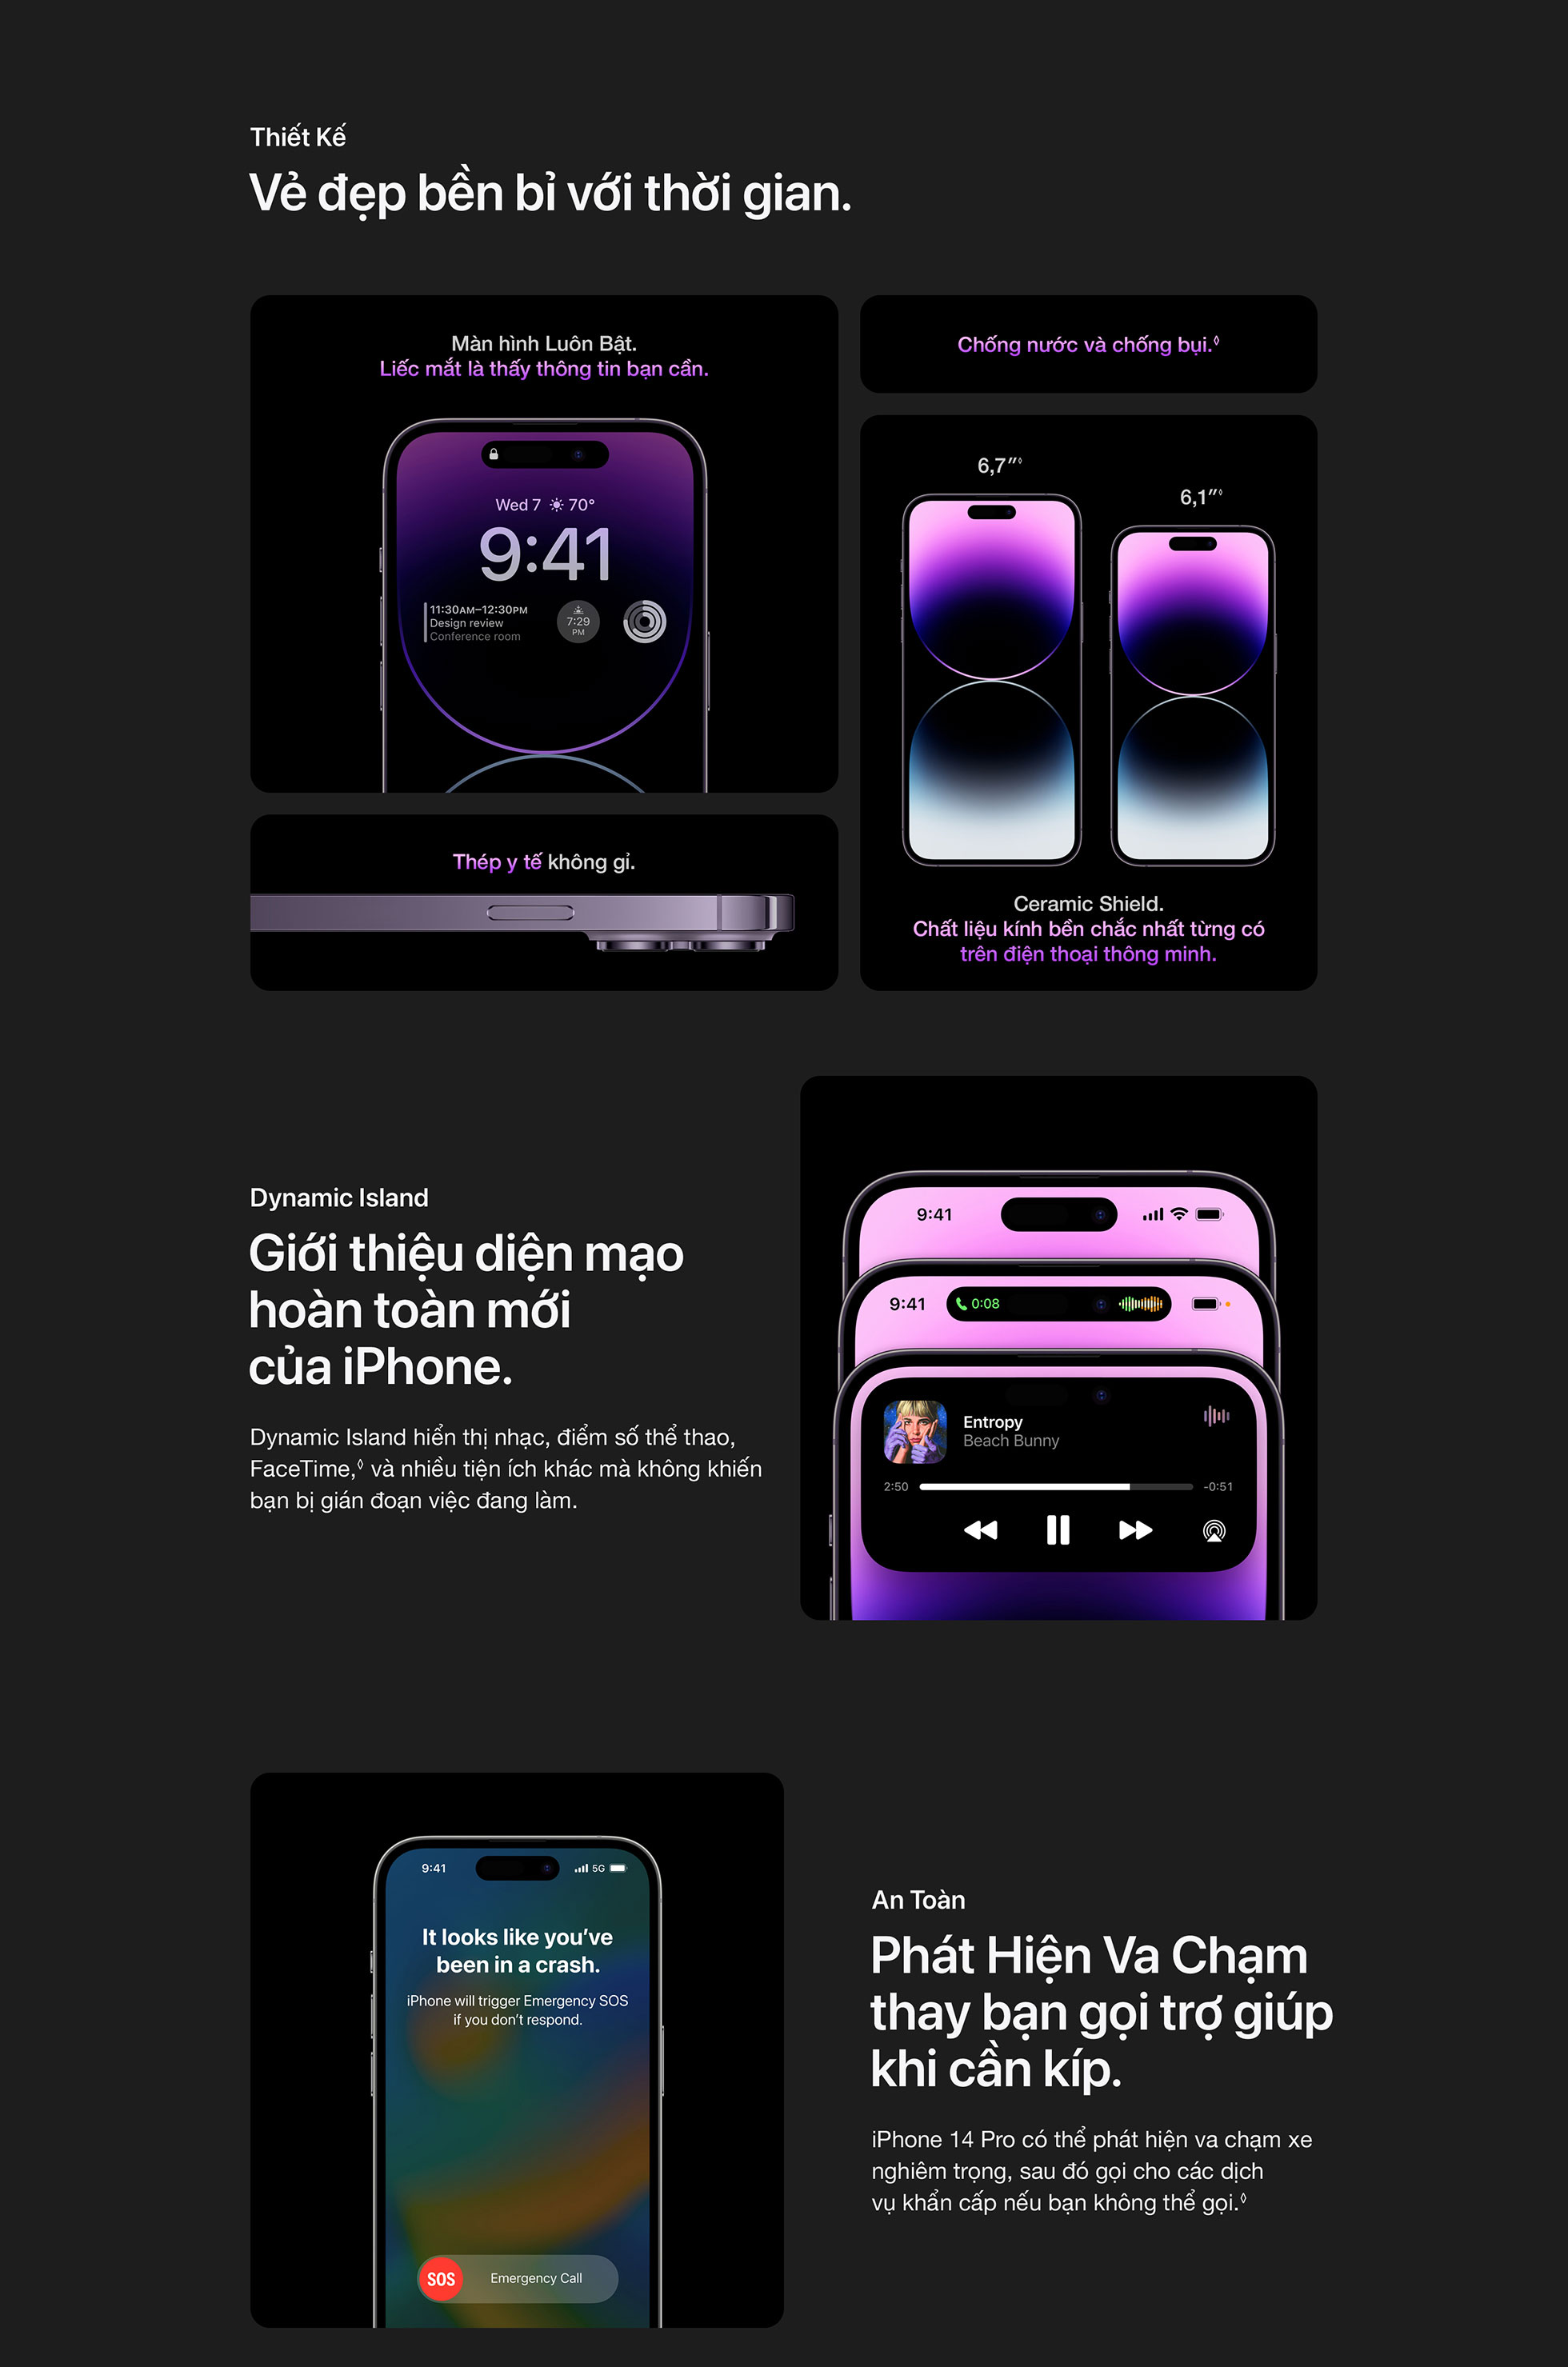 Thiết Kế
Vẻ đẹp bền bỉ với thời gian.
Màn hình Luôn Bật.
Liếc mắt là thấy thông tin bạn cần.
Wed 7 70°
9:41
11:30AM–12:30PM
Design review
Conference room
7:29
PM
Thép y tế không gỉ.
Chống nước và chống bụi.◊
6,7″◊
6,1″◊
Ceramic Shield.
Chất liệu kính bền chắc nhất từng có
trên điện thoại thông minh.
Dynamic Island
Giới thiệu diện mạo
hoàn toàn mới
của iPhone.
Dynamic Island hiển thị nhạc, điểm số thể thao,
FaceTime,◊ và nhiều tiện ích khác mà không khiến
bạn bị gián đoạn việc đang làm.
9:41
9:41 0:08
Entropy
Beach Bunny
2:50 -0:51
9:41 5G
It looks like you’ve
been in a crash.
iPhone will trigger Emergency SOS
if you don’t respond.
SOS Emergency Call
An Toàn
Phát Hiện Va Chạm
thay bạn gọi trợ giúp
khi cần kíp.
iPhone 14 Pro có thể phát hiện va chạm xe
nghiêm trọng, sau đó gọi cho các dịch
vụ khẩn cấp nếu bạn không thể gọi.◊